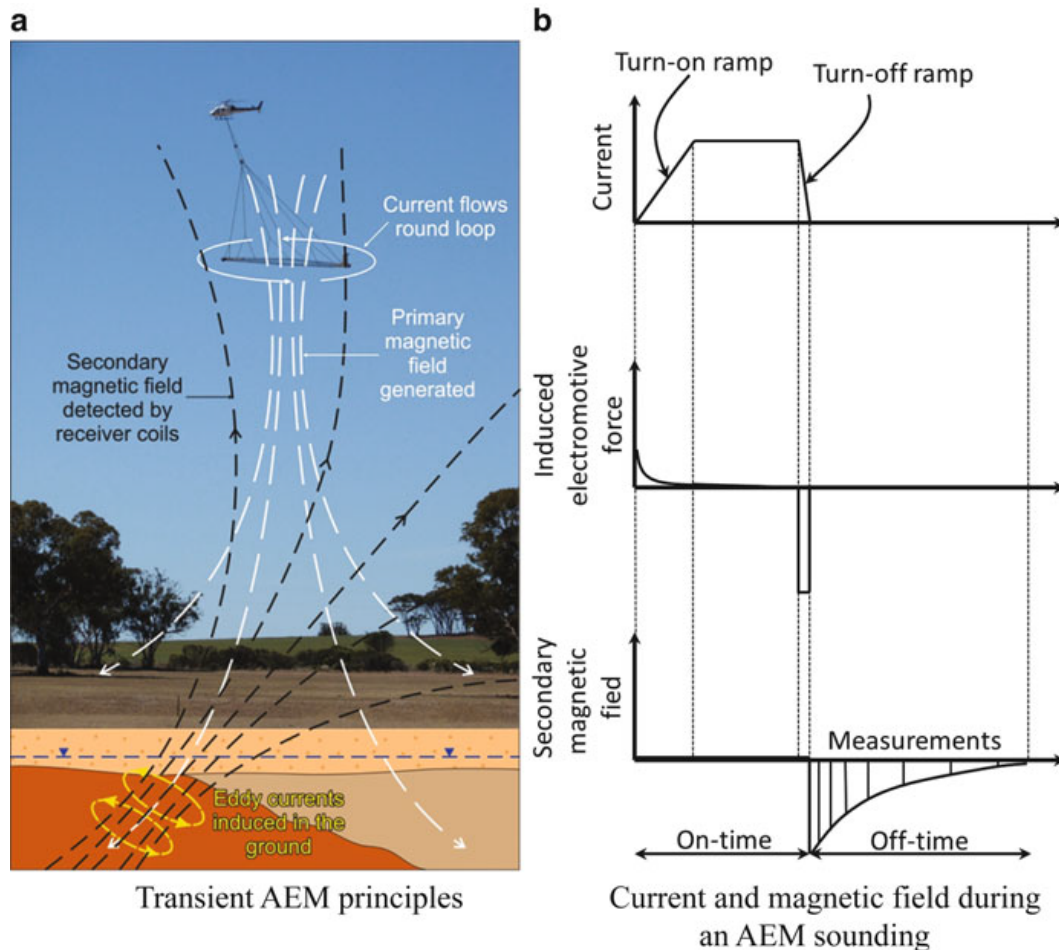 a
Current flows
round loop
Primary
magnetic
field
generated
Secondary
magnetic field
detected by
receiver coils
Eddy currents
induced in the
ground
Transient AEM principles
b
Turn-on ramp
Turn-off ramp
Current
Inducced
electromotive
force
Secondary
magnetic
fied
Measurements
On-time
Off-time
Current and magnetic field during
an AEM sounding